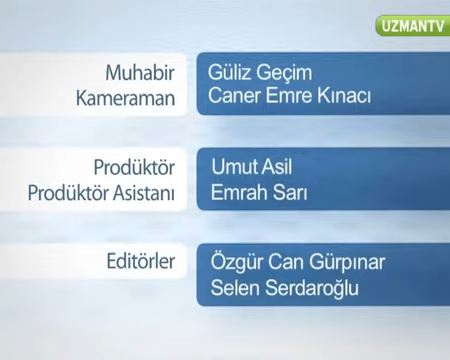 UZMANTV
Muhabir Güliz Geçim
Kameraman Caner Emre Kınacı
Prodüktör Umut Asil
Prodüktör Asistanı Emrah Sarı
Editörler Özgür Can Gürpınar
Selen Serdaroğlu